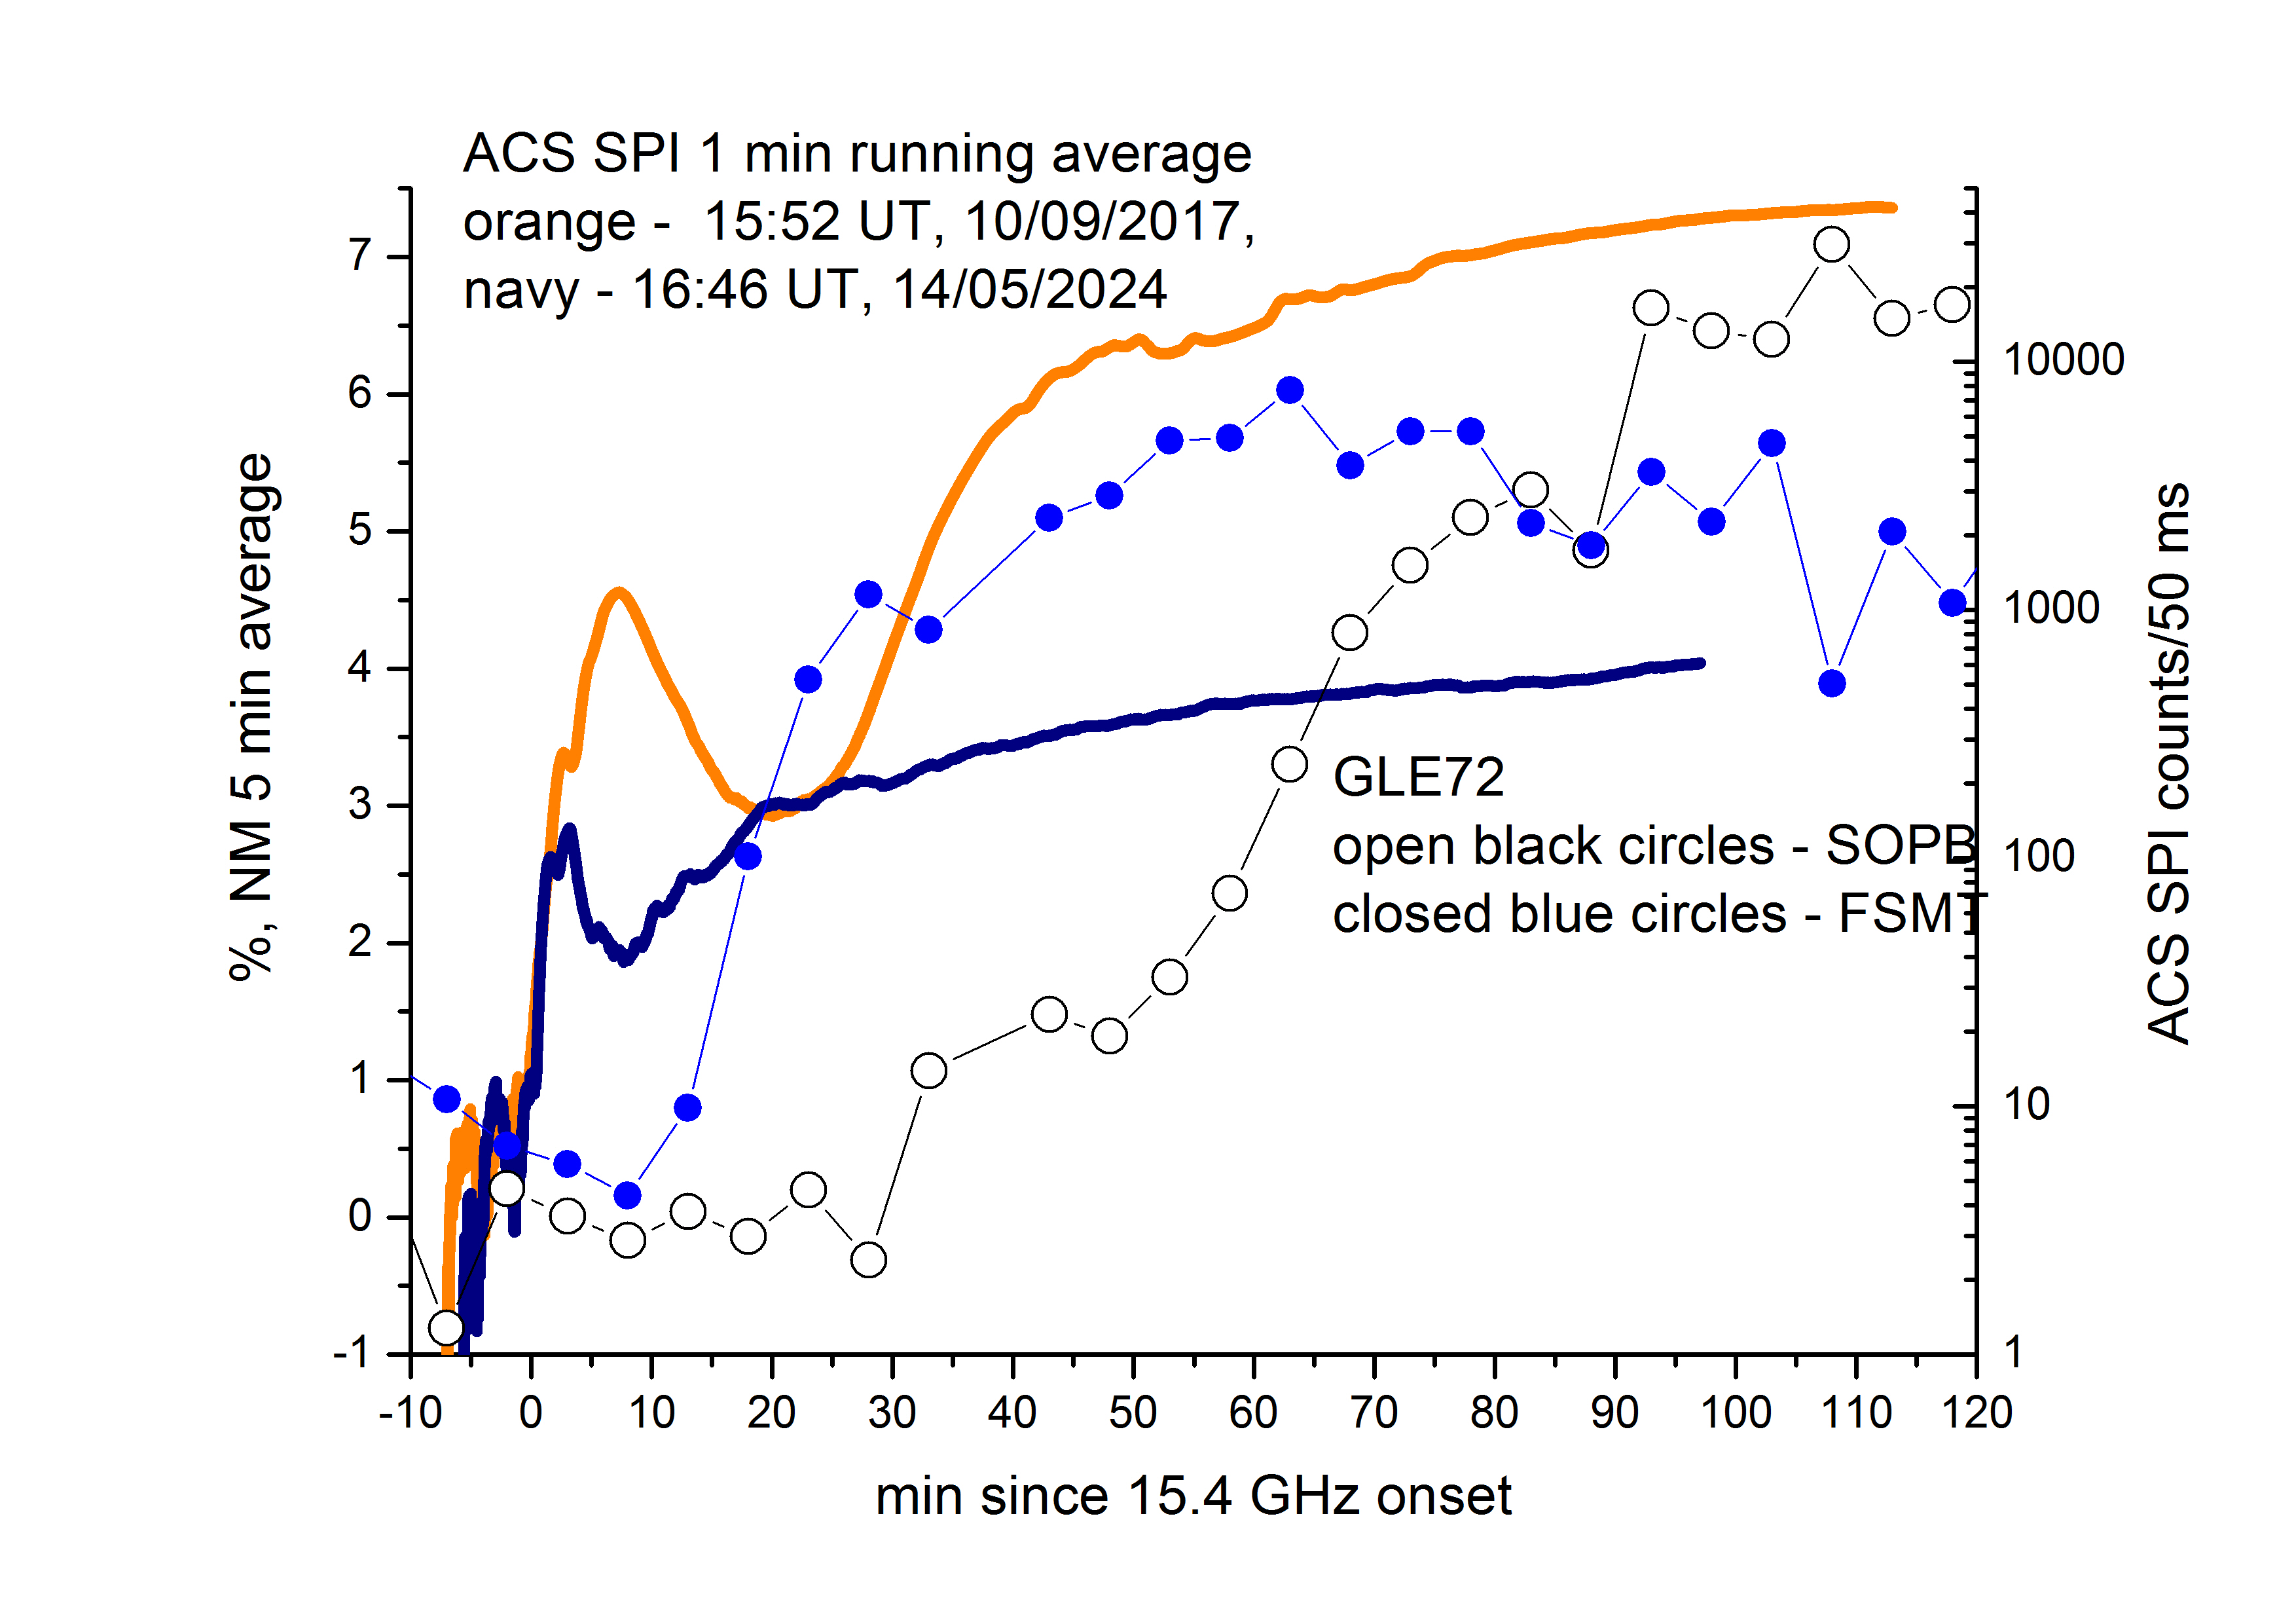 ACS SPI 1 min running average
orange - 15:52 UT, 10/09/2017,
navy - 16:46 UT, 14/05/2024
7
6
5
4
3
2
1
0
-1
%, NM 5 min average
10000
1000
100
10
1
ACS SPI counts/50 ms
GLE72
open black circles - SOPB
closed blue circles - FSMT
-10 0 10 20 30 40 50 60 70 80 90 100 110 120
min since 15.4 GHz onset